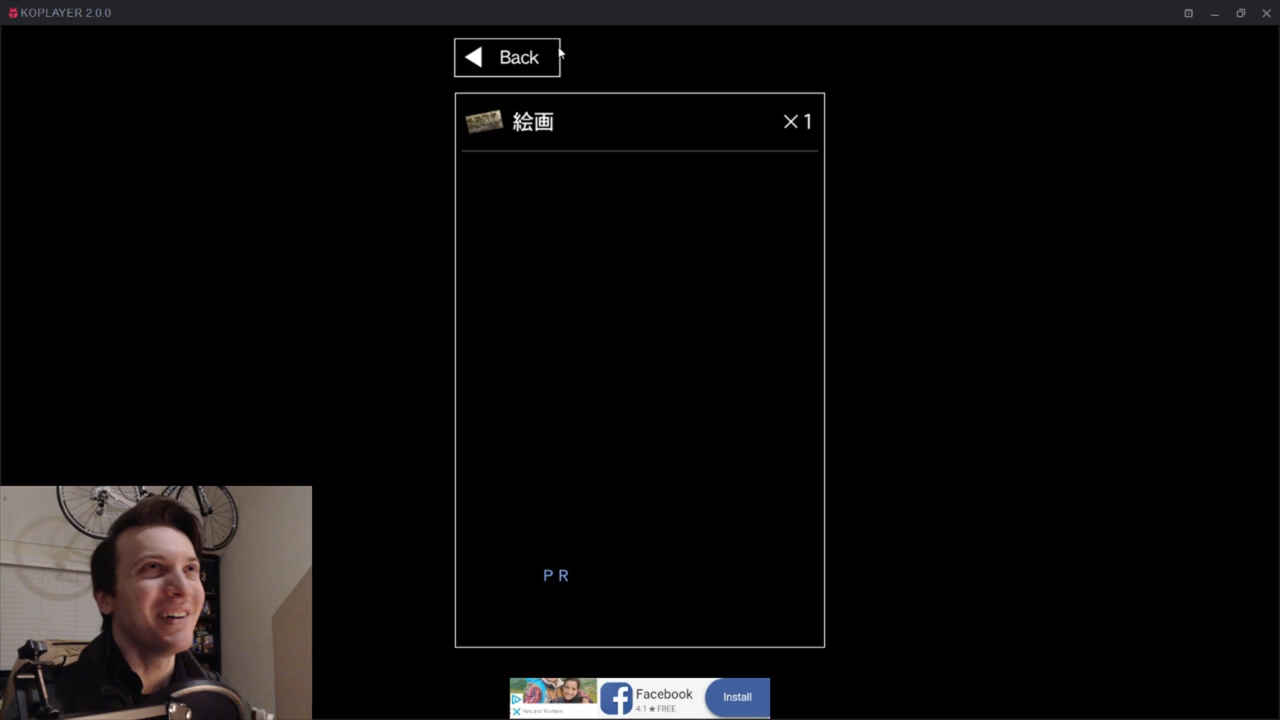 KOPLAYER 2.0.0
Back
絵画 ×1
PR
Facebook
4.1 ★ FREE
Install